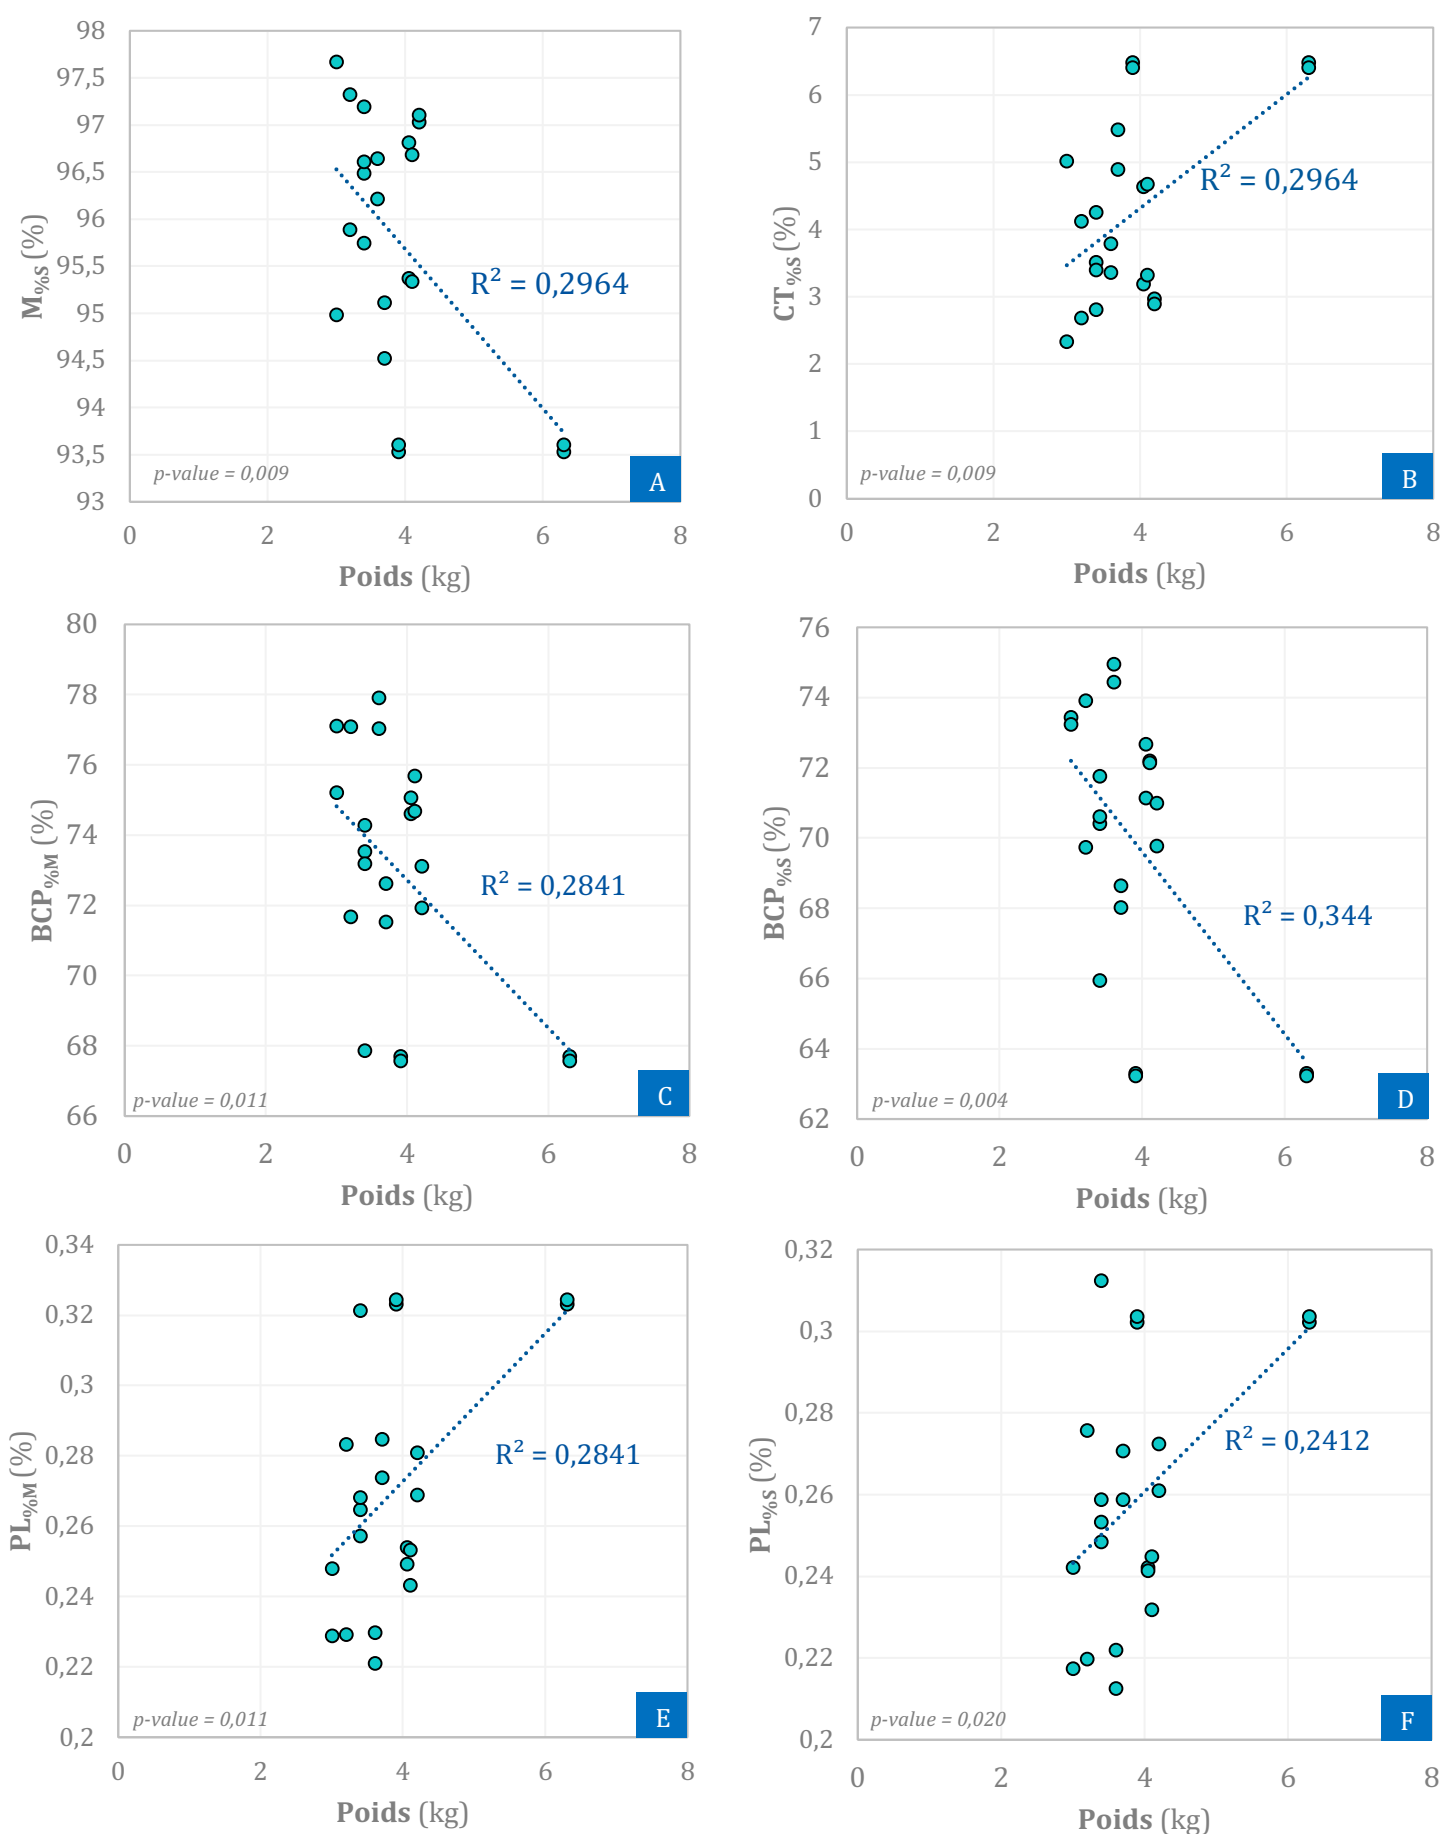 98
97,5
97
96,5
96
95,5
95
94,5
94
93,5
93
M%S (%)
R² = 0,2964
p-value = 0,009
A
0 2 4 6 8
Poids (kg)
7
6
5
4
3
2
1
0
CT%S (%)
R² = 0,2964
p-value = 0,009
B
0 2 4 6 8
Poids (kg)
80
78
76
74
72
70
68
66
BCP%M (%)
R² = 0,2841
p-value = 0,011
C
0 2 4 6 8
Poids (kg)
76
74
72
70
68
66
64
62
BCP%S (%)
R² = 0,344
p-value = 0,004
D
0 2 4 6 8
Poids (kg)
0,34
0,32
0,3
0,28
0,26
0,24
0,22
0,2
PL%M (%)
R² = 0,2841
p-value = 0,011
E
0 2 4 6 8
Poids (kg)
0,32
0,3
0,28
0,26
0,24
0,22
0,2
PL%S (%)
R² = 0,2412
p-value = 0,020
F
0 2 4 6 8
Poids (kg)